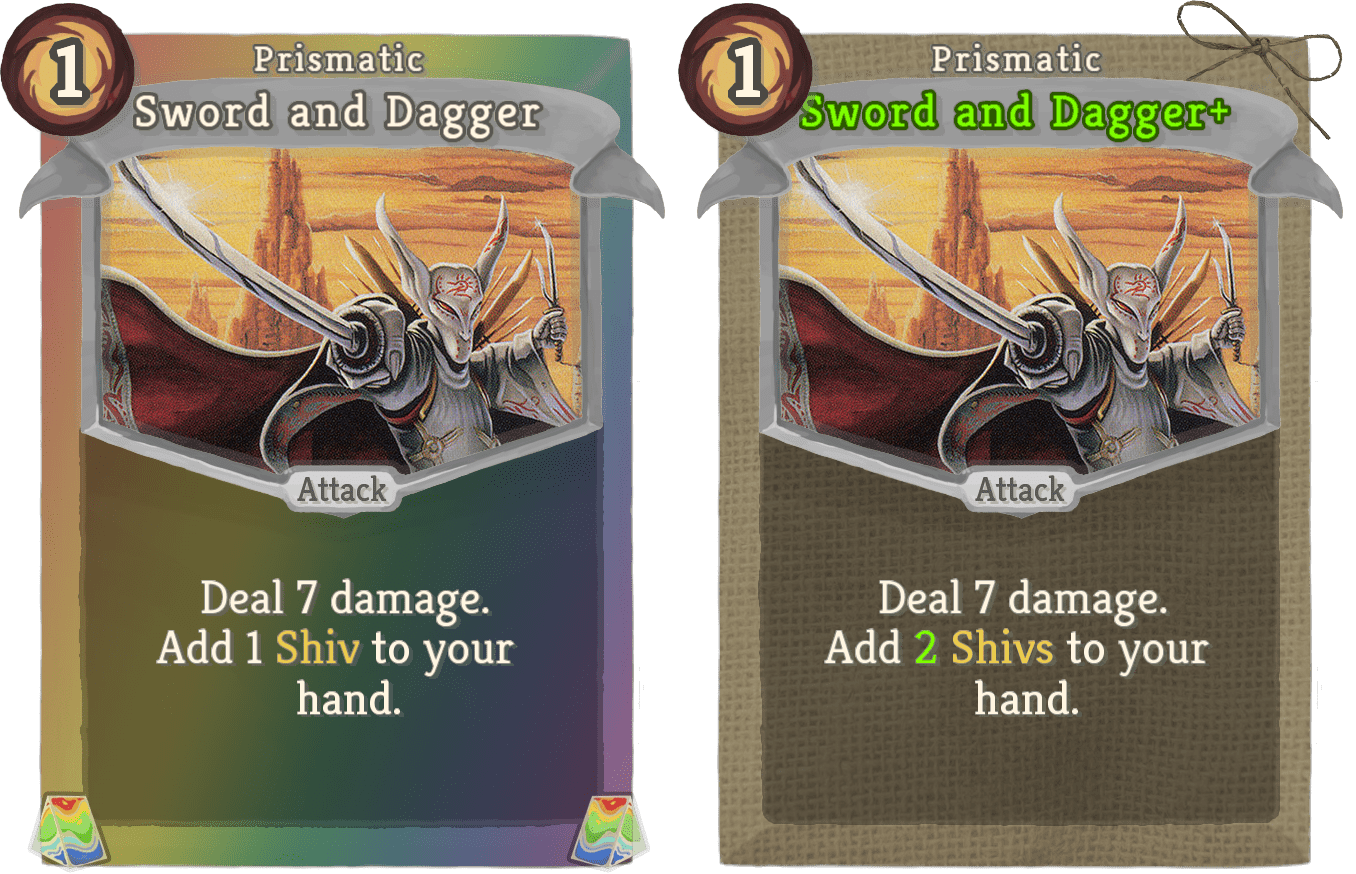 1
Prismatic
Sword and Dagger
Attack
Deal 7 damage.
Add 1 Shiv to your
hand.
1
Prismatic
Sword and Dagger+
Attack
Deal 7 damage.
Add 2 Shivs to your
hand.